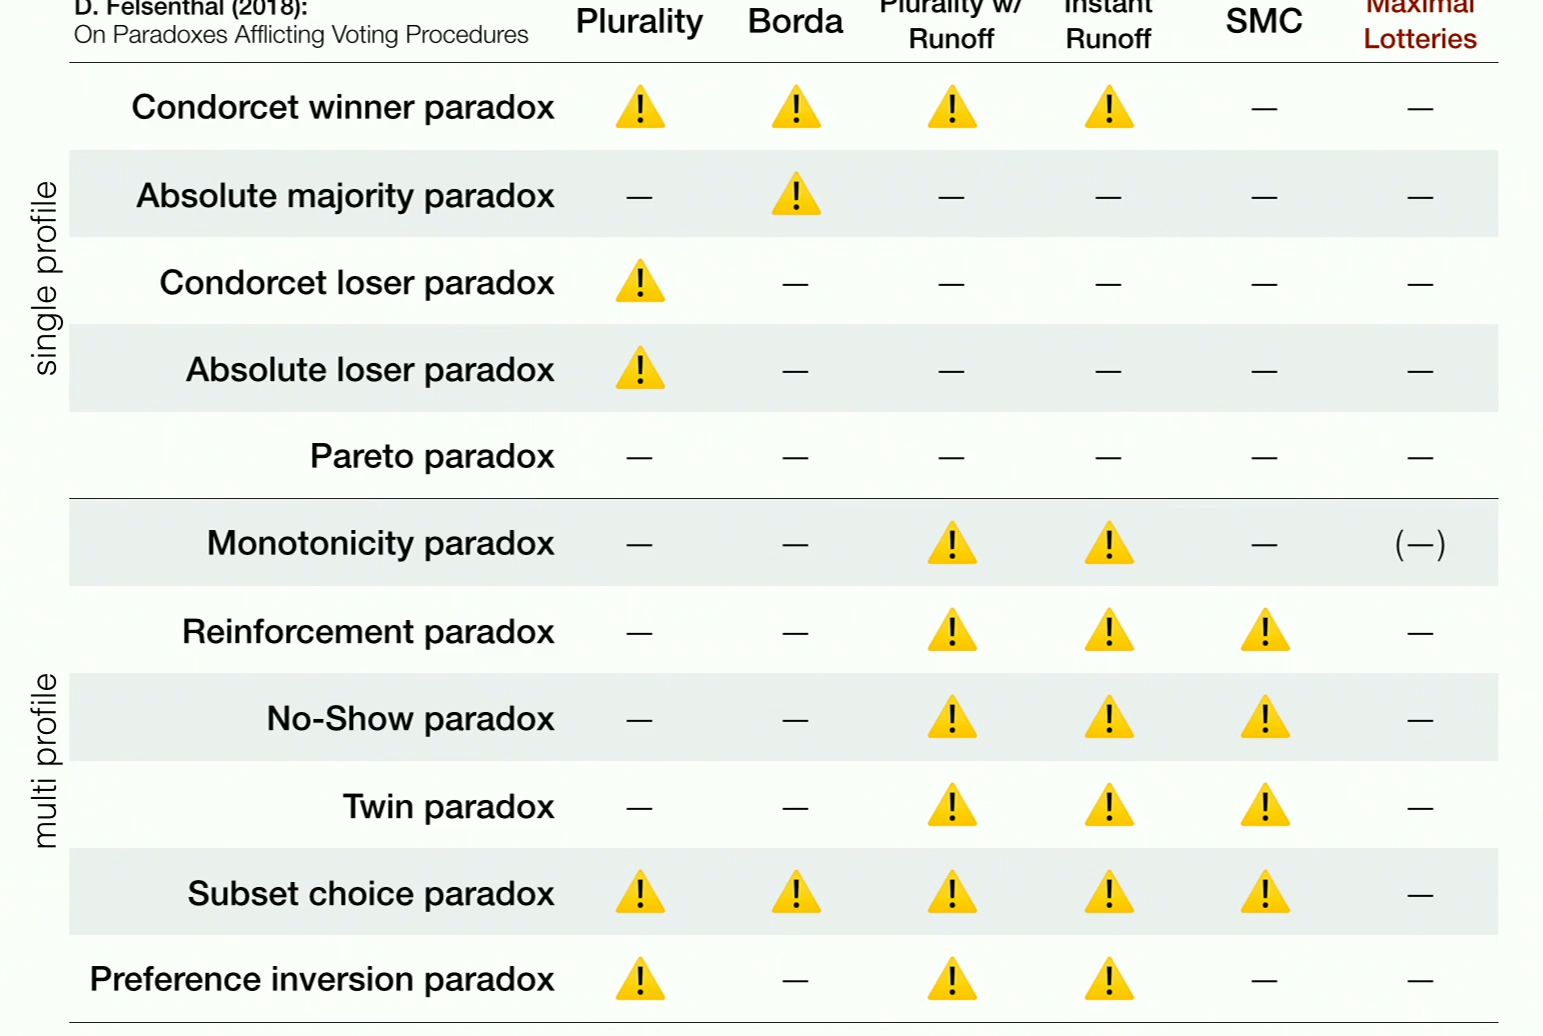 D. Felsenthal (2018):
On Paradoxes Afflicting Voting Procedures
Plurality
Borda
Plurality w/
Runoff
Instant
Runoff
SMC
Maximal
Lotteries
single profile
Condorcet winner paradox ⚠️ ⚠️ ⚠️ ⚠️ — —
Absolute majority paradox — ⚠️ — — — —
Condorcet loser paradox ⚠️ — — — — —
Absolute loser paradox ⚠️ — — — — —
Pareto paradox — — — — — —
multi profile
Monotonicity paradox — — ⚠️ ⚠️ — (—)
Reinforcement paradox — — ⚠️ ⚠️ ⚠️ —
No-Show paradox — — ⚠️ ⚠️ ⚠️ —
Twin paradox — — ⚠️ ⚠️ ⚠️ —
Subset choice paradox ⚠️ ⚠️ ⚠️ ⚠️ ⚠️ —
Preference inversion paradox ⚠️ — ⚠️ ⚠️ — —